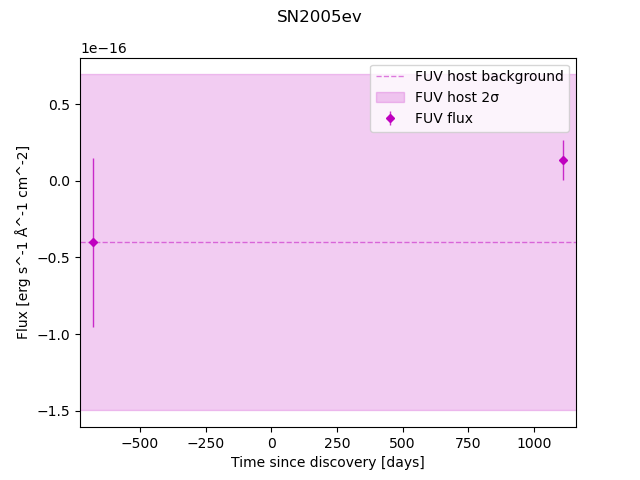 SN2005ev
1e−16
FUV host background
FUV host 2σ
FUV flux
0.5
0.0
−0.5
−1.0
−1.5
Flux [erg s^-1 Å^-1 cm^-2]
−500
−250
0
250
500
750
1000
Time since discovery [days]